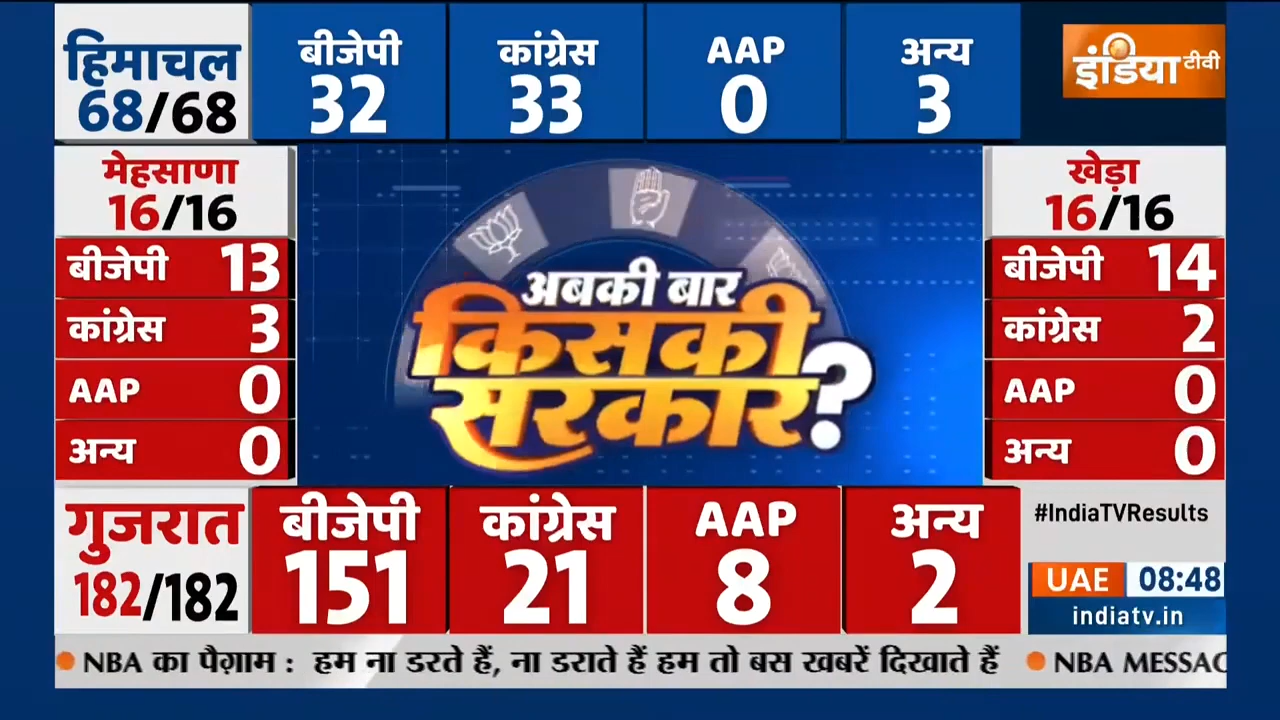 हिमाचल
68/68
बीजेपी
32
कांग्रेस
33
AAP
0
अन्य
3
इंडिया टीवी
मेहसाणा
16/16
बीजेपी 13
कांग्रेस 3
AAP 0
अन्य 0
अबकी बार
किसकी
सरकार?
खेड़ा
16/16
बीजेपी 14
कांग्रेस 2
AAP 0
अन्य 0
गुजरात
182/182
बीजेपी
151
कांग्रेस
21
AAP
8
अन्य
2
#IndiaTVResults
UAE 08:48
indiatv.in
NBA का पैग़ाम : हम ना डरते हैं, ना डराते हैं हम तो बस खबरें दिखाते हैं NBA MESSAG